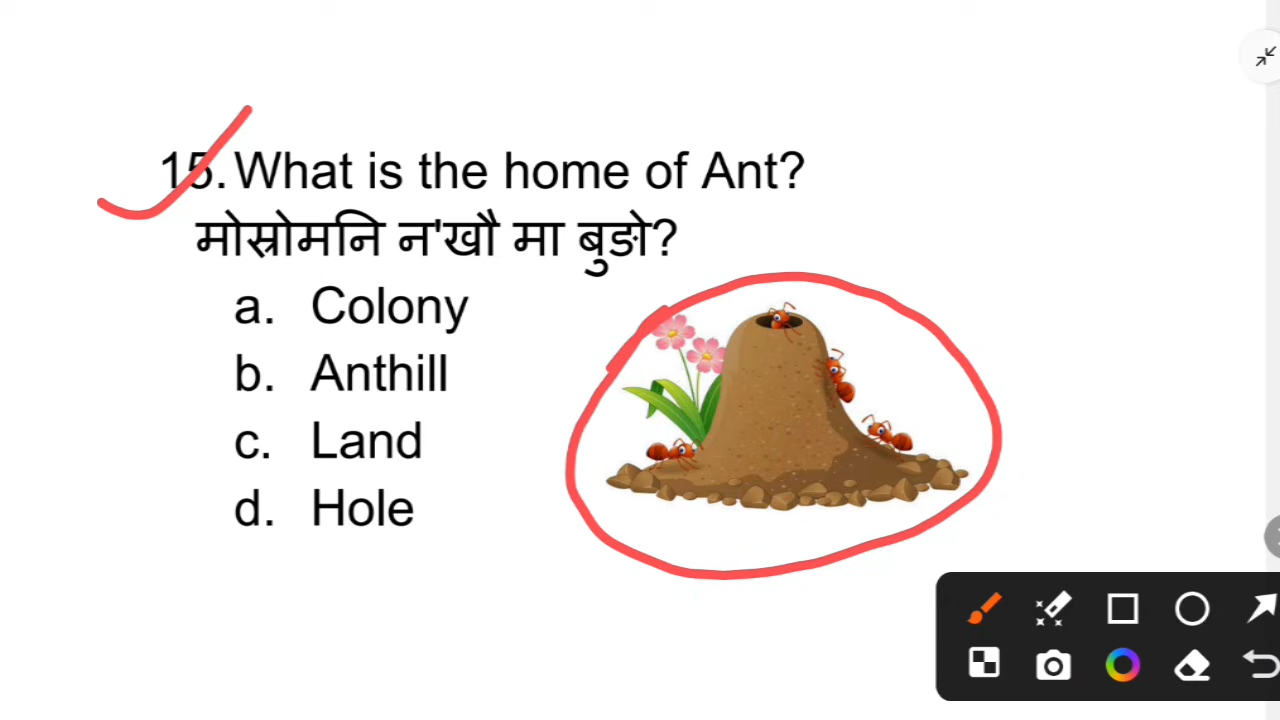 15. What is the home of Ant?
मोस्रोमनि न'खौ मा बुङो?
a. Colony
b. Anthill
c. Land
d. Hole